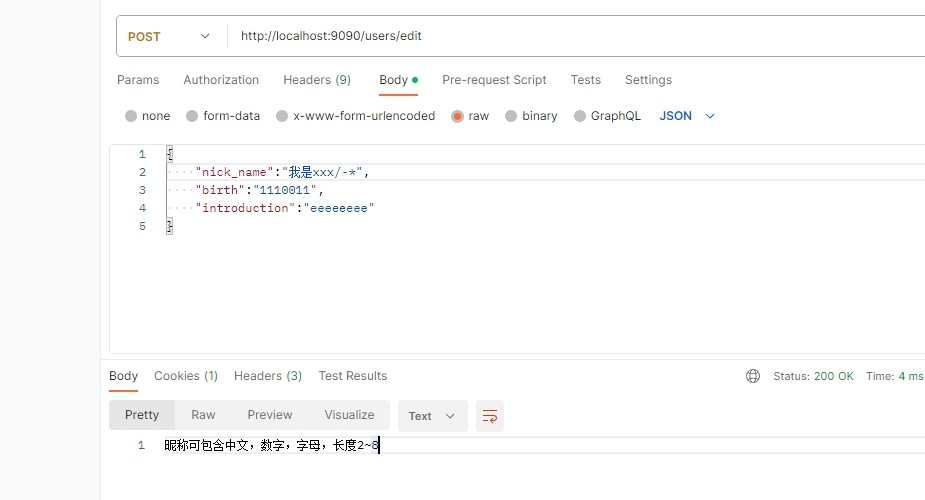 POST http://localhost:9090/users/edit
Params Authorization Headers (9) Body Pre-request Script Tests Settings
none form-data x-www-form-urlencoded raw binary GraphQL JSON
1 {
2 "nick_name":"我是xxx/-*",
3 "birth":"1110011",
4 "introduction":"eeeeeeee"
5 }
Body Cookies (1) Headers (3) Test Results Status: 200 OK Time: 4 ms
Pretty Raw Preview Visualize Text
1 昵称可包含中文，数字，字母，长度2~8